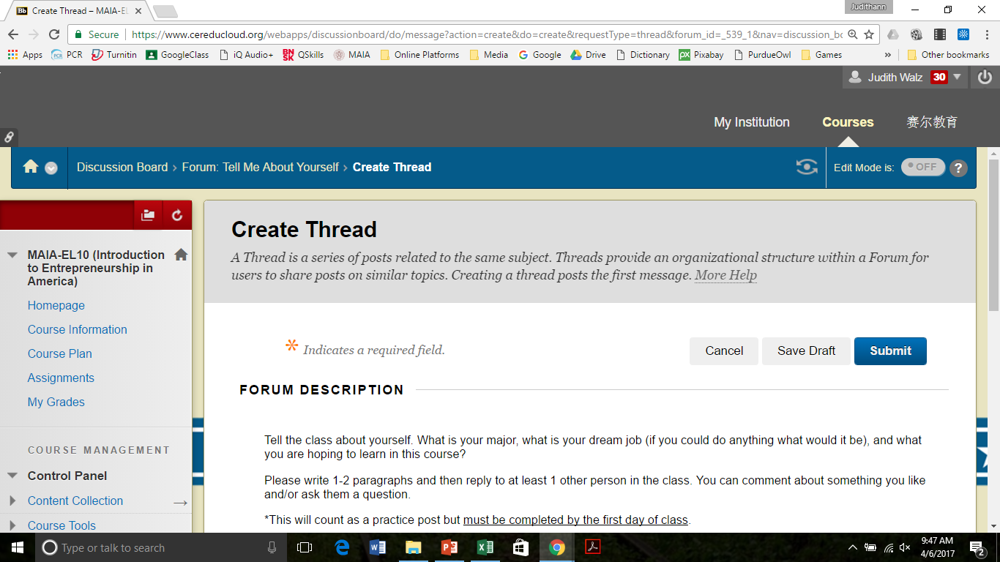 Judithann
Bb Create Thread – MAIA-EL
Secure https://www.cereducloud.org/webapps/discussionboard/do/message?action=create&do=create&requestType=thread&forum_id=_539_1&nav=discussion_bo
Apps PCR Turnitin GoogleClass iQ Audio+ QSkills MAIA Online Platforms Media Google Drive Dictionary Pixabay PurdueOwl Games » Other bookmarks
Judith Walz 30
My Institution Courses 赛尔教育
Discussion Board › Forum: Tell Me About Yourself › Create Thread Edit Mode is: OFF ?
Create Thread
A Thread is a series of posts related to the same subject. Threads provide an organizational structure within a Forum for
users to share posts on similar topics. Creating a thread posts the first message. More Help
MAIA-EL10 (Introduction
to Entrepreneurship in
America)
Homepage
Course Information
Course Plan
Assignments
My Grades
COURSE MANAGEMENT
Control Panel
Content Collection
Course Tools
* Indicates a required field. Cancel Save Draft Submit
FORUM DESCRIPTION
Tell the class about yourself. What is your major, what is your dream job (if you could do anything what would it be), and what
you are hoping to learn in this course?
Please write 1-2 paragraphs and then reply to at least 1 other person in the class. You can comment about something you like
and/or ask them a question.
*This will count as a practice post but must be completed by the first day of class.
Type or talk to search
9:47 AM
4/6/2017
2